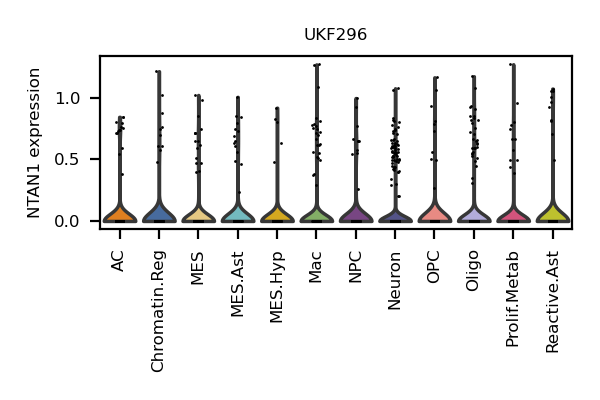 UKF296
NTAN1 expression
1.0
0.5
0.0
AC
Chromatin.Reg
MES
MES.Ast
MES.Hyp
Mac
NPC
Neuron
OPC
Oligo
Prolif.Metab
Reactive.Ast